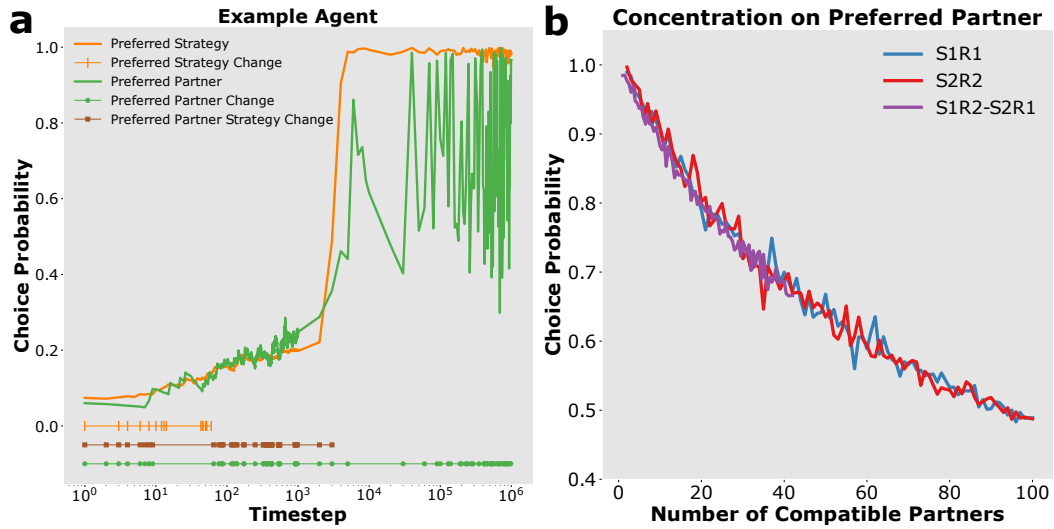 a
Example Agent
Choice Probability
1.0
0.8
0.6
0.4
0.2
0.0
Preferred Strategy
Preferred Strategy Change
Preferred Partner
Preferred Partner Change
Preferred Partner Strategy Change
10⁰ 10¹ 10² 10³ 10⁴ 10⁵ 10⁶
Timestep
b
Concentration on Preferred Partner
Choice Probability
1.0
0.9
0.8
0.7
0.6
0.5
0.4
S1R1
S2R2
S1R2-S2R1
0 20 40 60 80 100
Number of Compatible Partners